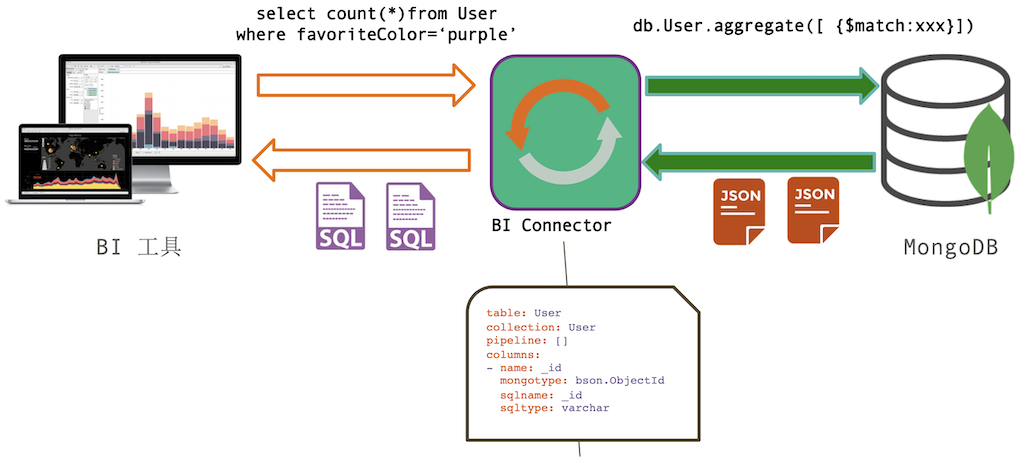 select count(*)from User
where favoriteColor=‘purple’
db.User.aggregate([ {$match:xxx}])
SQL
SQL
JSON
JSON
BI 工具
BI Connector
MongoDB
table: User
collection: User
pipeline: []
columns:
- name: _id
mongotype: bson.ObjectId
sqlname: _id
sqltype: varchar